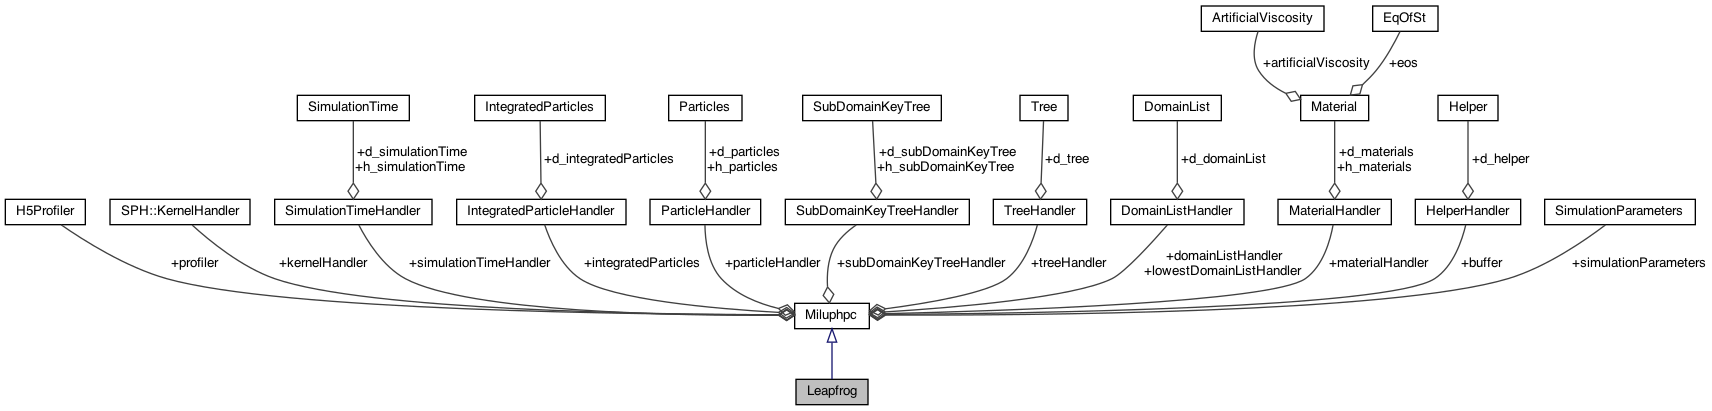 ArtificialViscosity
EqOfSt
+artificialViscosity
+eos
SimulationTime
IntegratedParticles
Particles
SubDomainKeyTree
Tree
DomainList
Material
Helper
+d_simulationTime
+h_simulationTime
+d_integratedParticles
+d_particles
+h_particles
+d_subDomainKeyTree
+h_subDomainKeyTree
+d_tree
+d_domainList
+d_materials
+h_materials
+d_helper
H5Profiler
SPH::KernelHandler
SimulationTimeHandler
IntegratedParticleHandler
ParticleHandler
SubDomainKeyTreeHandler
TreeHandler
DomainListHandler
MaterialHandler
HelperHandler
SimulationParameters
+profiler
+kernelHandler
+simulationTimeHandler
+integratedParticles
+particleHandler
+subDomainKeyTreeHandler
+treeHandler
+domainListHandler
+lowestDomainListHandler
+materialHandler
+buffer
+simulationParameters
Miluphpc
Leapfrog